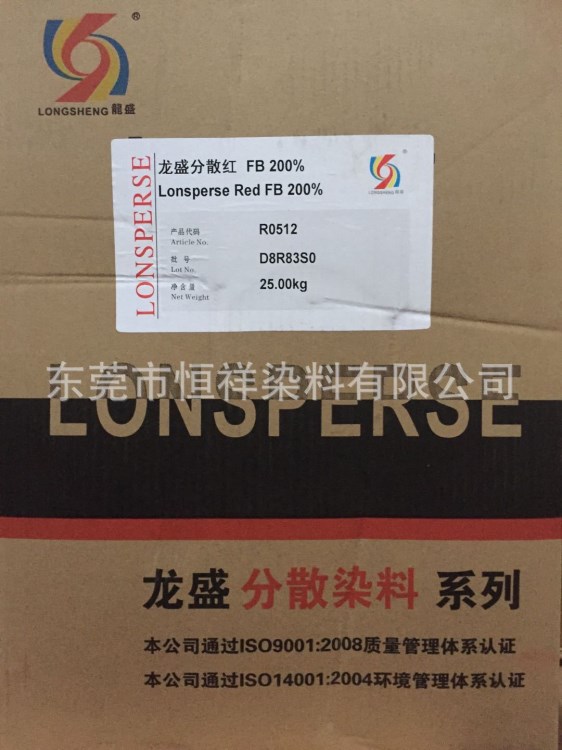 ®
LONGSHENG 龍盛
LONSPERSE
龙盛分散红 FB 200%
Lonsperse Red FB 200%
®
LONGSHENG 龍盛
产品代码 R0512
Article No.
批号 D8R83S0
Lot No.
净含量 25.00kg
Net Weight
东莞市恒祥染料有限公司
LONSPERSE
龙盛 分散染料 系列
本公司通过ISO9001:2008质量管理体系认证
本公司通过ISO14001:2004环境管理体系认证